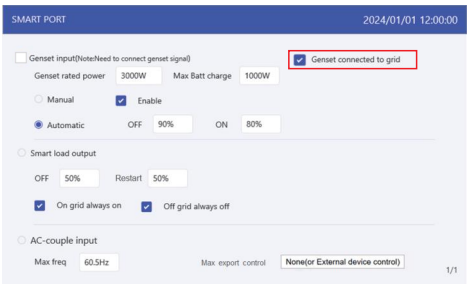 SMART PORT 2024/01/01 12:00:00
Genset input(Note:Need to connect genset signal) Genset connected to grid
Genset rated power 3000W Max Batt charge 1000W
Manual Enable
Automatic OFF 90% ON 80%
Smart load output
OFF 50% Restart 50%
On grid always on Off grid always off
AC-couple input
Max freq 60.5Hz Max export control None(or External device control)
1/1